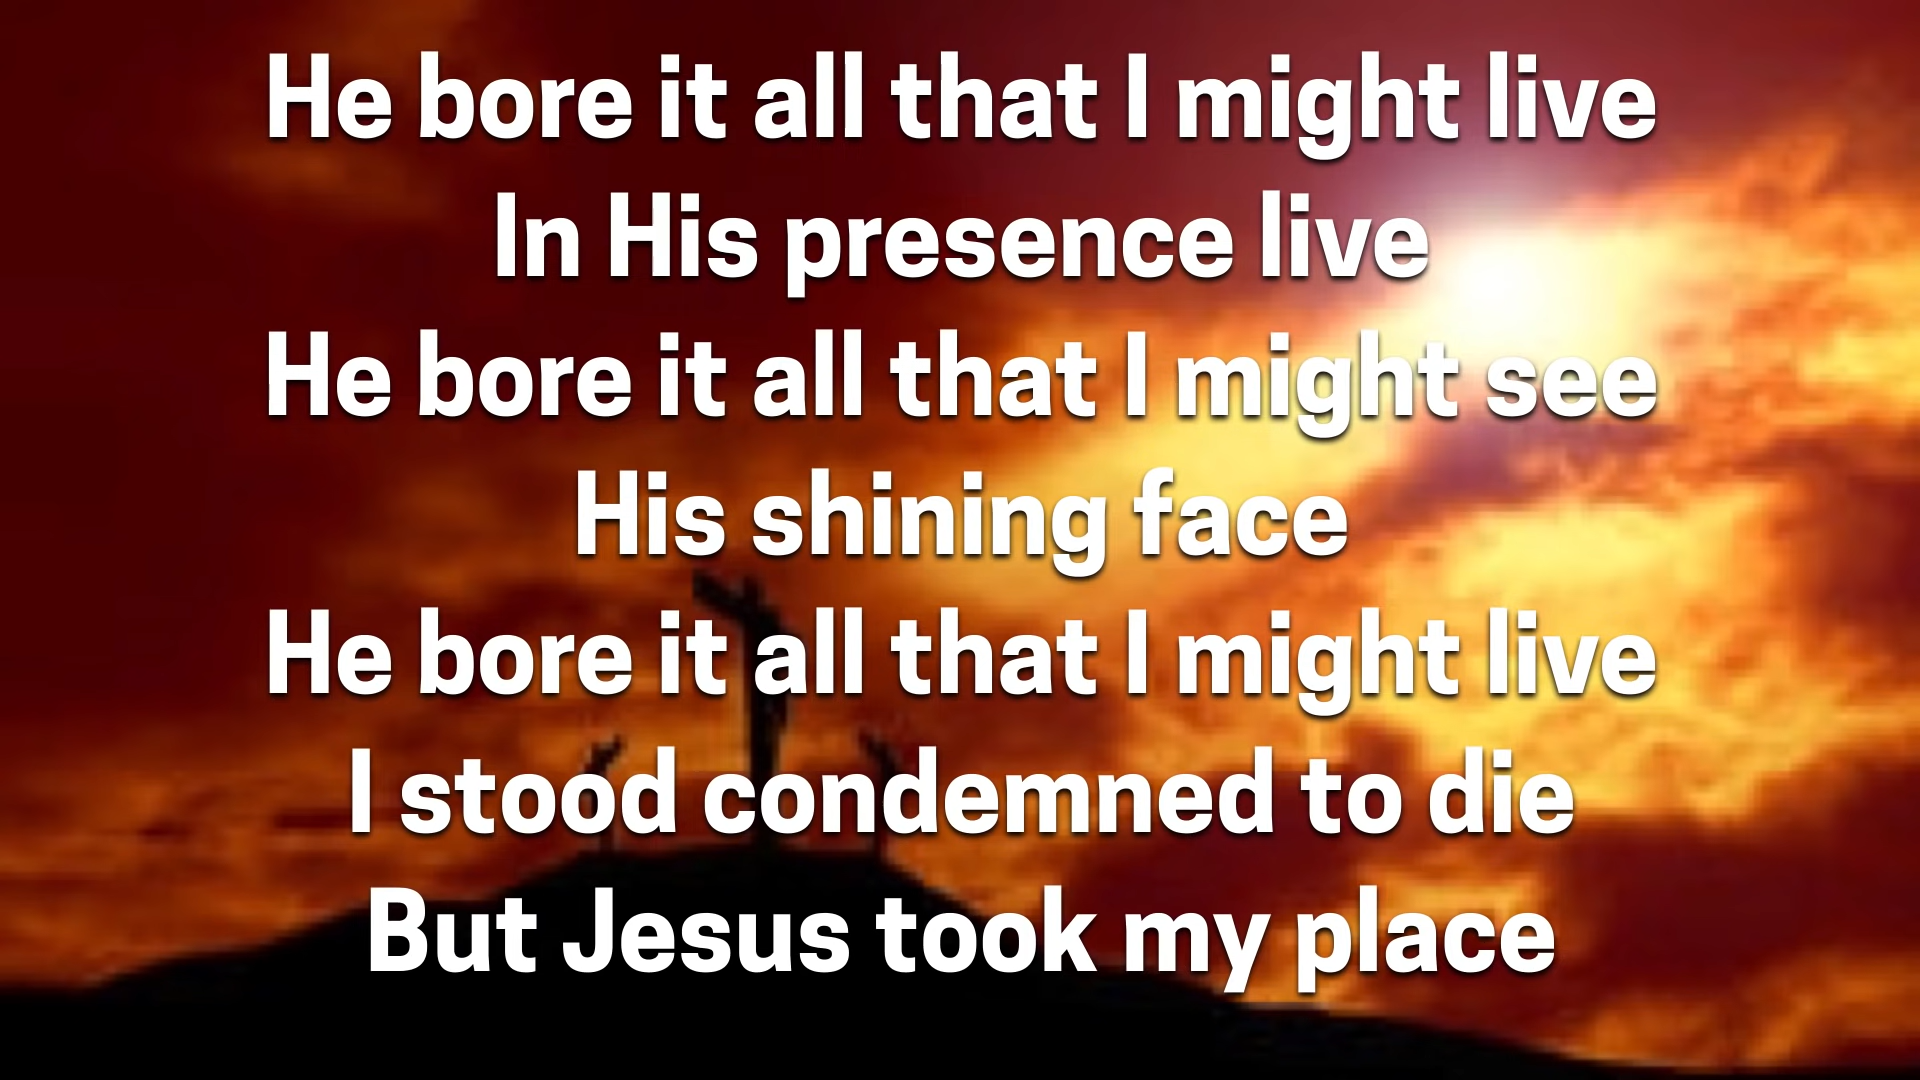 He bore it all that I might live
In His presence live
He bore it all that I might see
His shining face
He bore it all that I might live
I stood condemned to die
But Jesus took my place